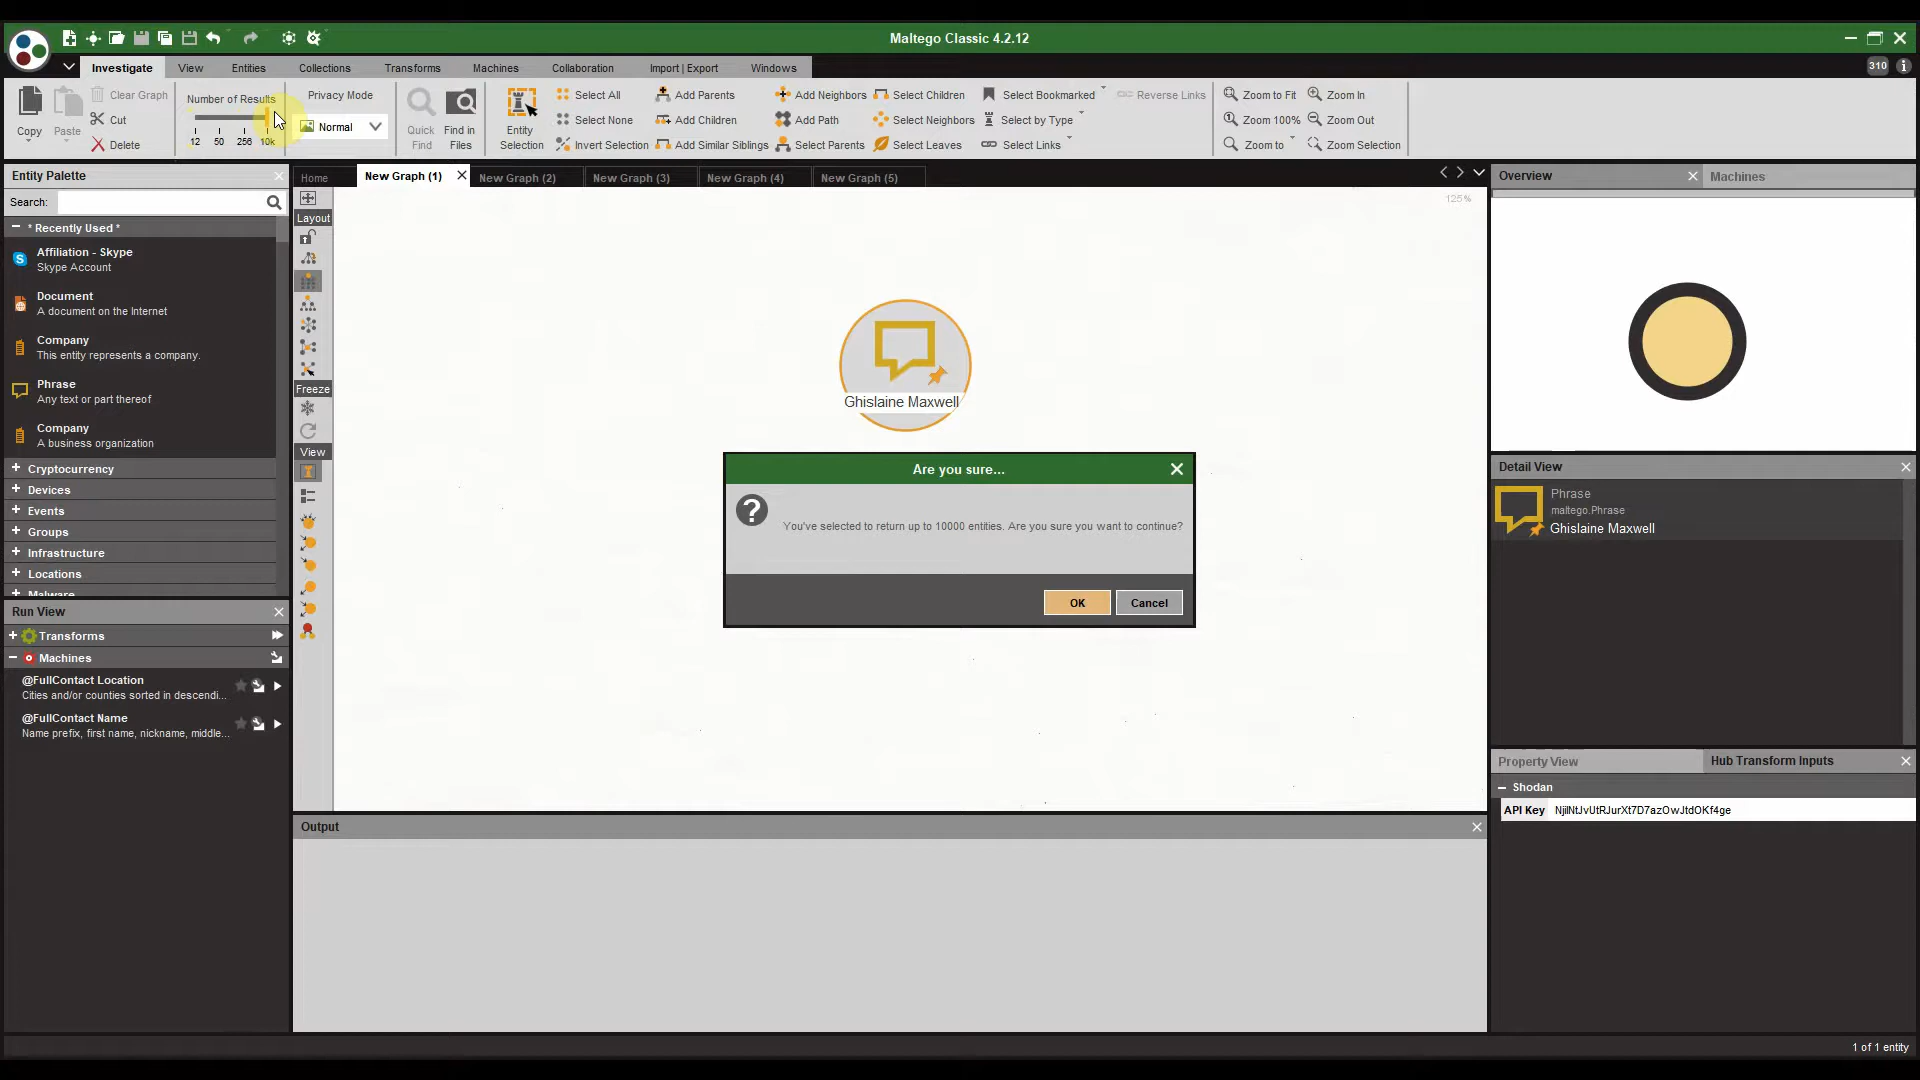 Maltego Classic 4.2.12
Investigate View Entities Collections Transforms Machines Collaboration Import | Export Windows 310
Copy Paste Clear Graph Cut Delete
Number of Results 12 50 256 10k
Privacy Mode Normal
Quick Find Find in Files
Entity Selection
Select All Add Parents Add Neighbors Select Children Select Bookmarked Reverse Links Zoom to Fit Zoom In
Select None Add Children Add Path Select Neighbors Select by Type Zoom 100% Zoom Out
Invert Selection Add Similar Siblings Select Parents Select Leaves Select Links Zoom to Zoom Selection
Entity Palette
Search:
* Recently Used *
Affiliation - Skype
Skype Account
Document
A document on the Internet
Company
This entity represents a company.
Phrase
Any text or part thereof
Company
A business organization
Cryptocurrency
Devices
Events
Groups
Infrastructure
Locations
Malware
Run View
Transforms
Machines
@FullContact Location
Cities and/or counties sorted in descendi...
@FullContact Name
Name prefix, first name, nickname, middle...
Home New Graph (1) New Graph (2) New Graph (3) New Graph (4) New Graph (5)
Layout
Freeze
View
125%
Ghislaine Maxwell
Are you sure...
You've selected to return up to 10000 entities. Are you sure you want to continue?
OK Cancel
Output
Overview Machines
Detail View
Phrase
maltego.Phrase
Ghislaine Maxwell
Property View Hub Transform Inputs
Shodan
API Key
1 of 1 entity